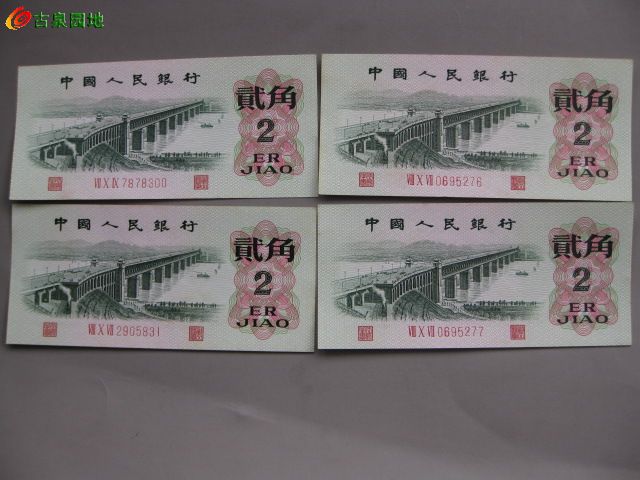 古泉园地
中國人民銀行
貳角
2
ER
JIAO
Ⅷ Ⅹ Ⅸ 7878300
中國人民銀行
貳角
2
ER
JIAO
Ⅷ Ⅹ Ⅶ 0695276
中國人民銀行
貳角
2
ER
JIAO
Ⅷ Ⅹ Ⅶ 2905831
中國人民銀行
貳角
2
ER
JIAO
Ⅷ Ⅹ Ⅶ 0695277